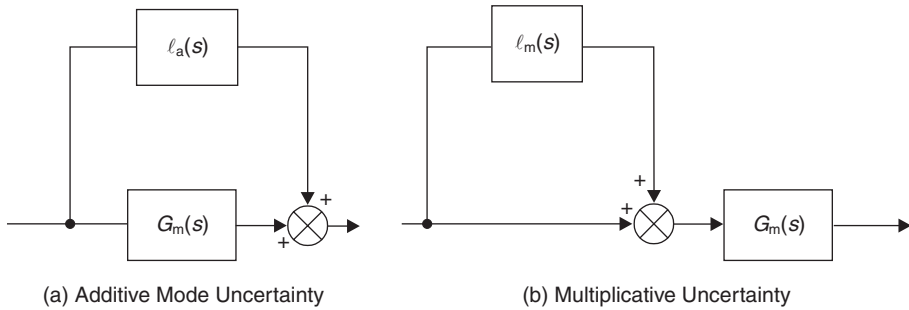 ℓa(s)
ℓm(s)
+
+
+
+
Gm(s)
Gm(s)
(a) Additive Mode Uncertainty
(b) Multiplicative Uncertainty